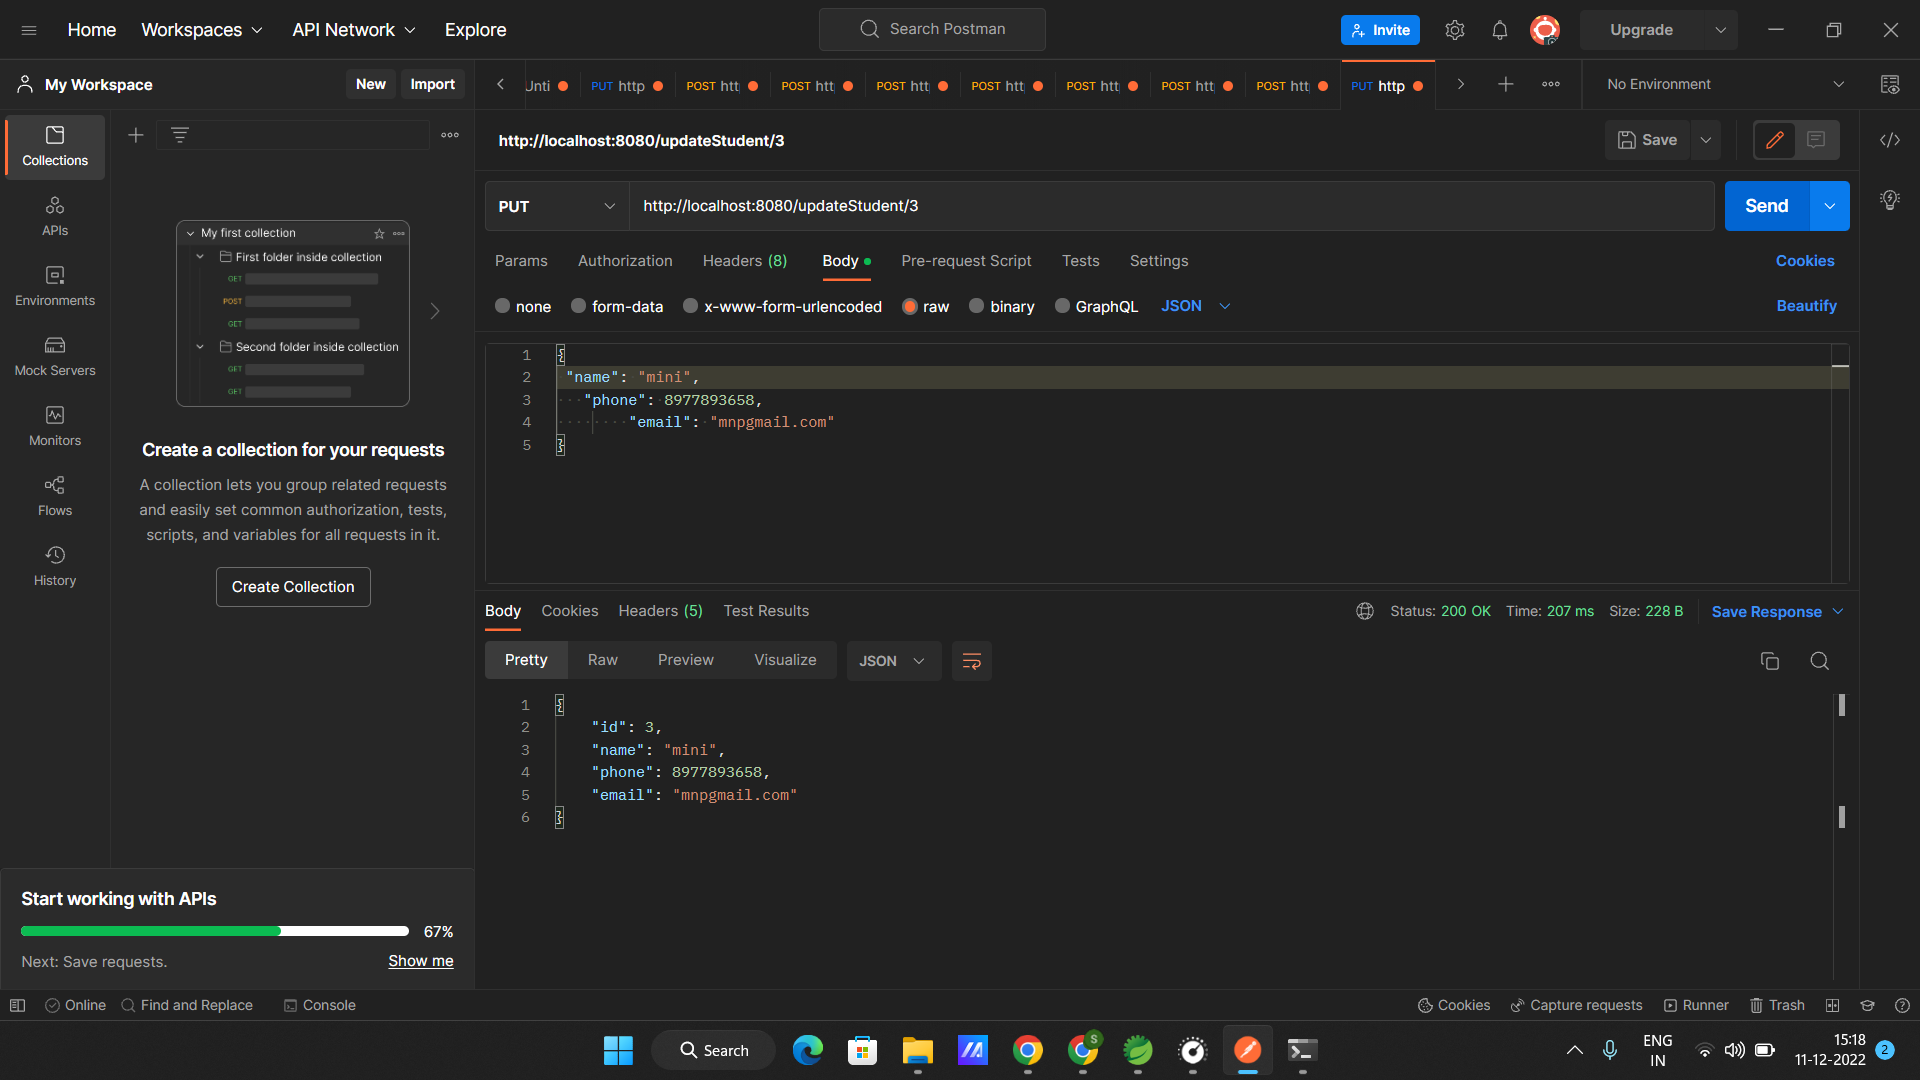 Home
Workspaces
API Network
Explore
Search Postman
Invite
Upgrade
My Workspace
New
Import
Unti
PUT http
POST htt
POST htt
POST htt
POST htt
POST htt
POST htt
POST htt
PUT http
No Environment
Collections
APIs
Environments
Mock Servers
Monitors
Flows
History
My first collection
First folder inside collection
GET
POST
GET
Second folder inside collection
GET
GET
Create a collection for your requests
A collection lets you group related requests
and easily set common authorization, tests,
scripts, and variables for all requests in it.
Create Collection
Start working with APIs
67%
Next: Save requests.
Show me
http://localhost:8080/updateStudent/3
Save
PUT
http://localhost:8080/updateStudent/3
Send
Params
Authorization
Headers (8)
Body
Pre-request Script
Tests
Settings
Cookies
none
form-data
x-www-form-urlencoded
raw
binary
GraphQL
JSON
Beautify
1 {
2 "name": "mini",
3 "phone": 8977893658,
4 "email": "mnpgmail.com"
5 }
Body
Cookies
Headers (5)
Test Results
Status: 200 OK
Time: 207 ms
Size: 228 B
Save Response
Pretty
Raw
Preview
Visualize
JSON
1 {
2 "id": 3,
3 "name": "mini",
4 "phone": 8977893658,
5 "email": "mnpgmail.com"
6 }
Online
Find and Replace
Console
Cookies
Capture requests
Runner
Trash
Search
S
ENG
IN
15:18
11-12-2022
2